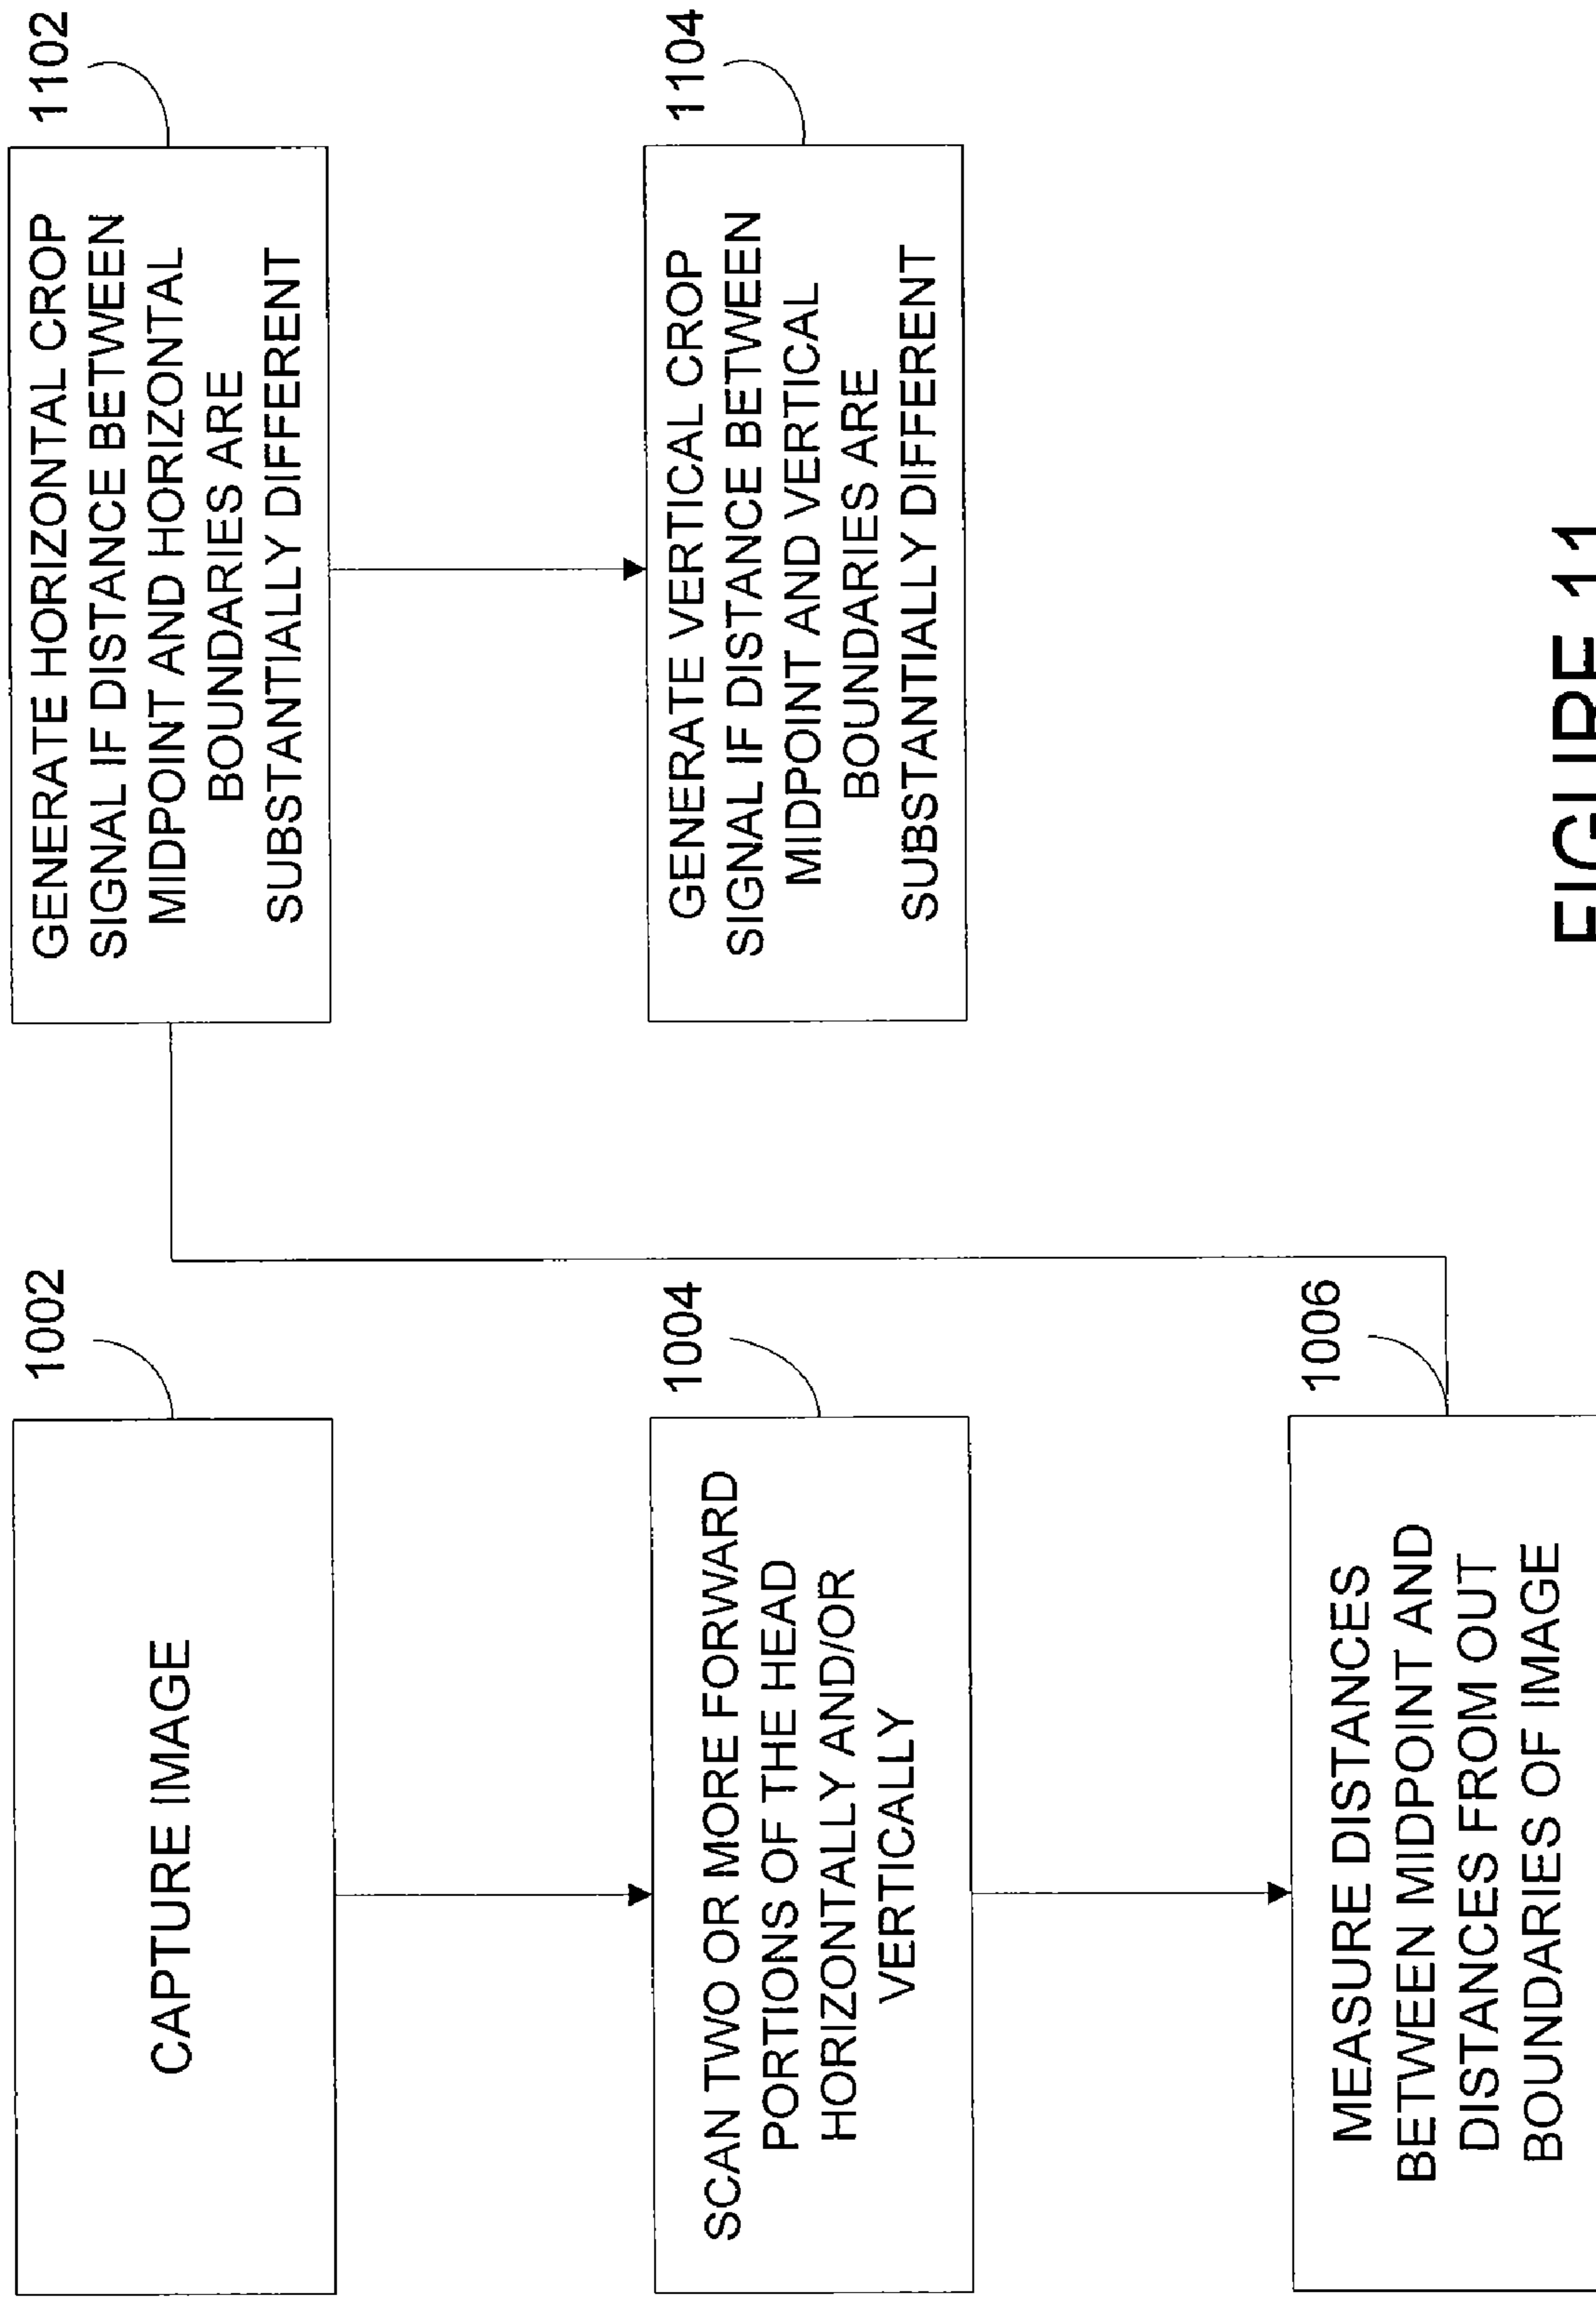 1002
CAPTURE IMAGE
1004
SCAN TWO OR MORE FORWARD
PORTIONS OF THE HEAD
HORIZONTALLY AND/OR
VERTICALLY
1006
MEASURE DISTANCES
BETWEEN MIDPOINT AND
DISTANCES FROM OUT
BOUNDARIES OF IMAGE
1102
GENERATE HORIZONTAL CROP
SIGNAL IF DISTANCE BETWEEN
MIDPOINT AND HORIZONTAL
BOUNDARIES ARE
SUBSTANTIALLY DIFFERENT
1104
GENERATE VERTICAL CROP
SIGNAL IF DISTANCE BETWEEN
MIDPOINT AND VERTICAL
BOUNDARIES ARE
SUBSTANTIALLY DIFFERENT
FIGURE 11